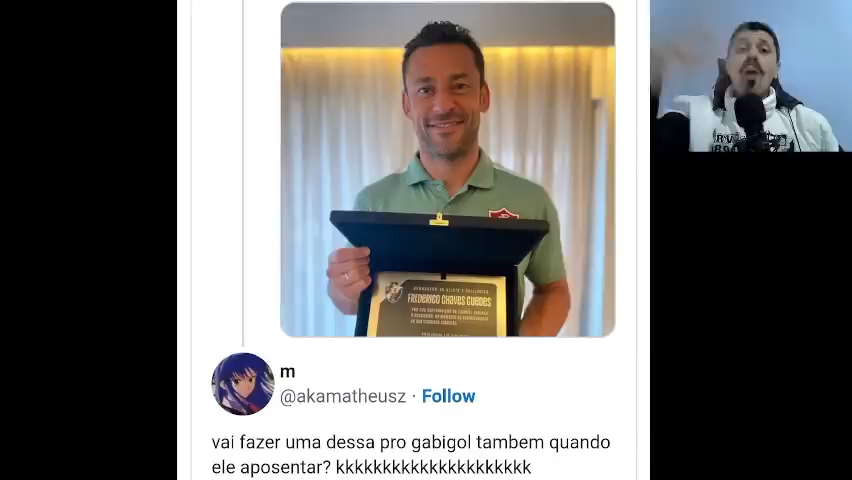 FREDERICO CHAVES GUEDES
m
@akamatheusz · Follow
vai fazer uma dessa pro gabigol tambem quando
ele aposentar? kkkkkkkkkkkkkkkkkkkkk